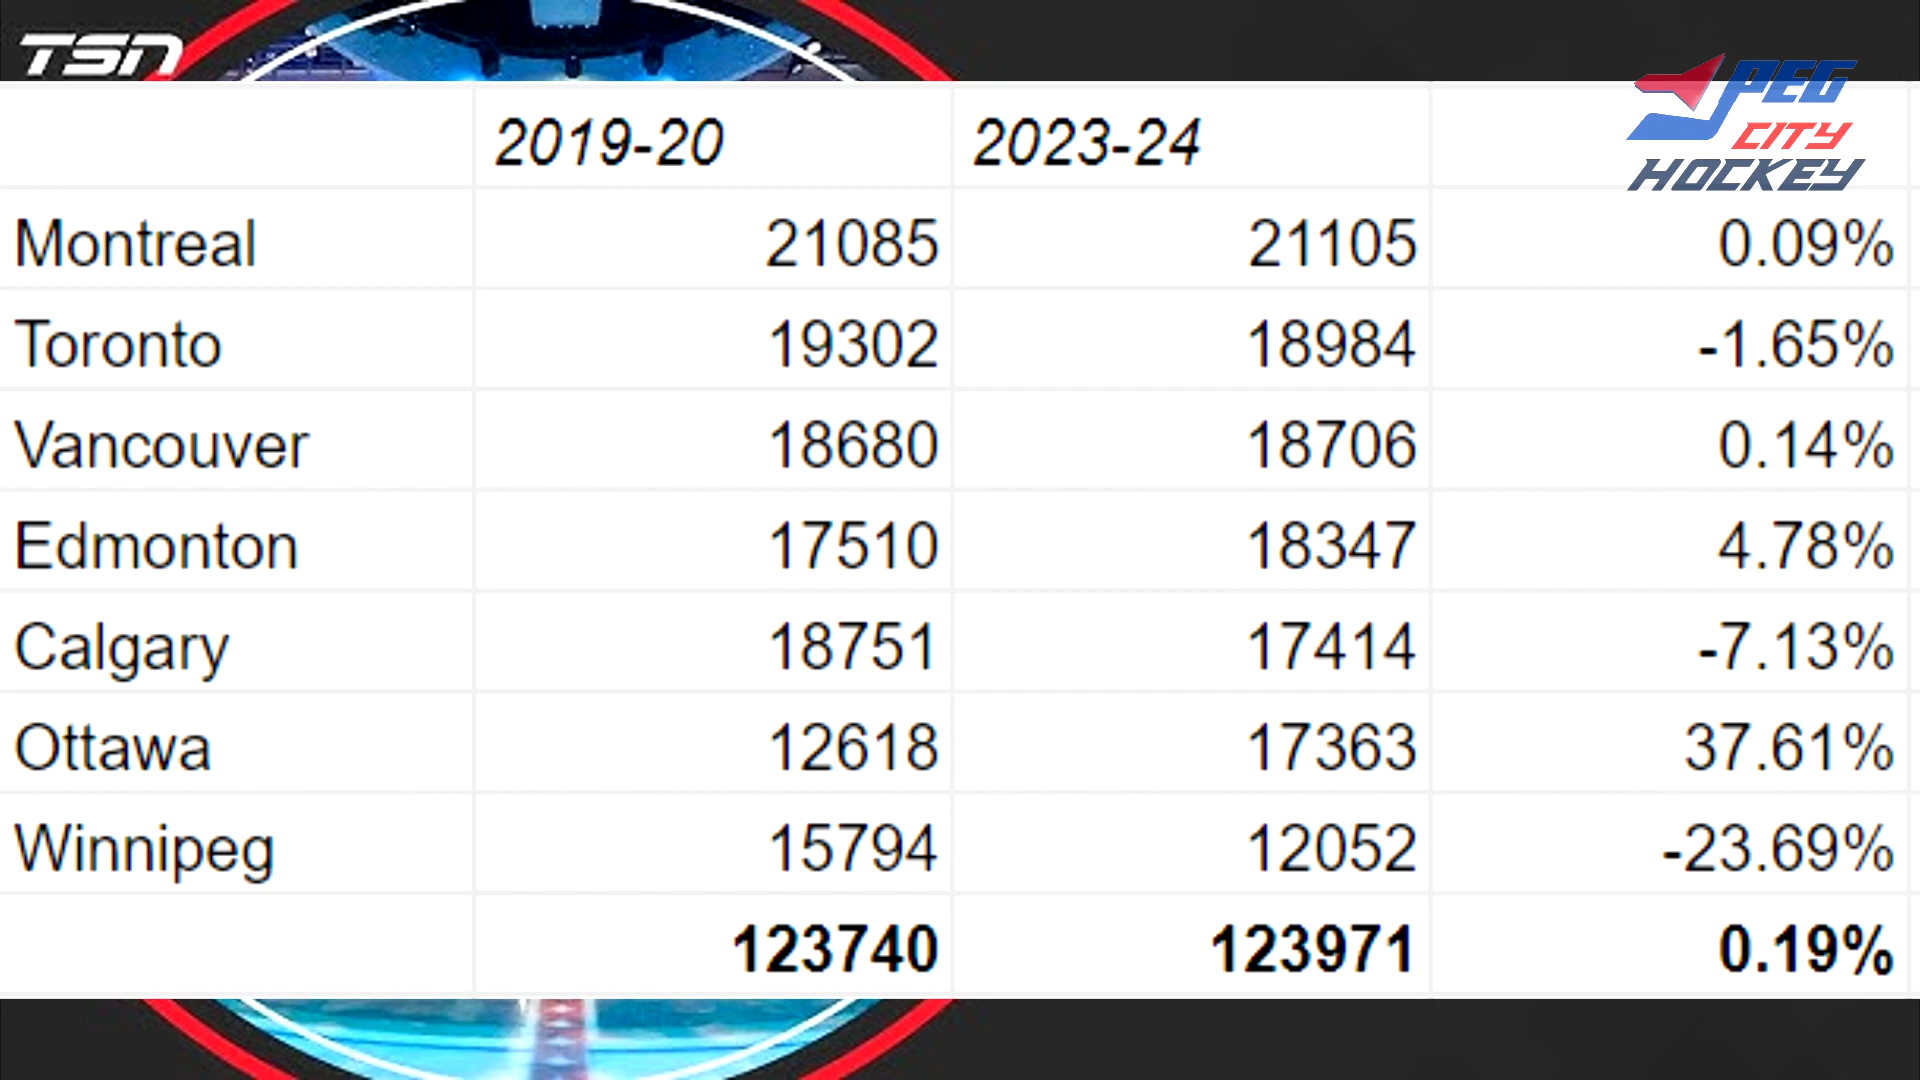 TSN
PEG
CITY
HOCKEY
2019-20 2023-24
Montreal 21085 21105 0.09%
Toronto 19302 18984 -1.65%
Vancouver 18680 18706 0.14%
Edmonton 17510 18347 4.78%
Calgary 18751 17414 -7.13%
Ottawa 12618 17363 37.61%
Winnipeg 15794 12052 -23.69%
123740 123971 0.19%